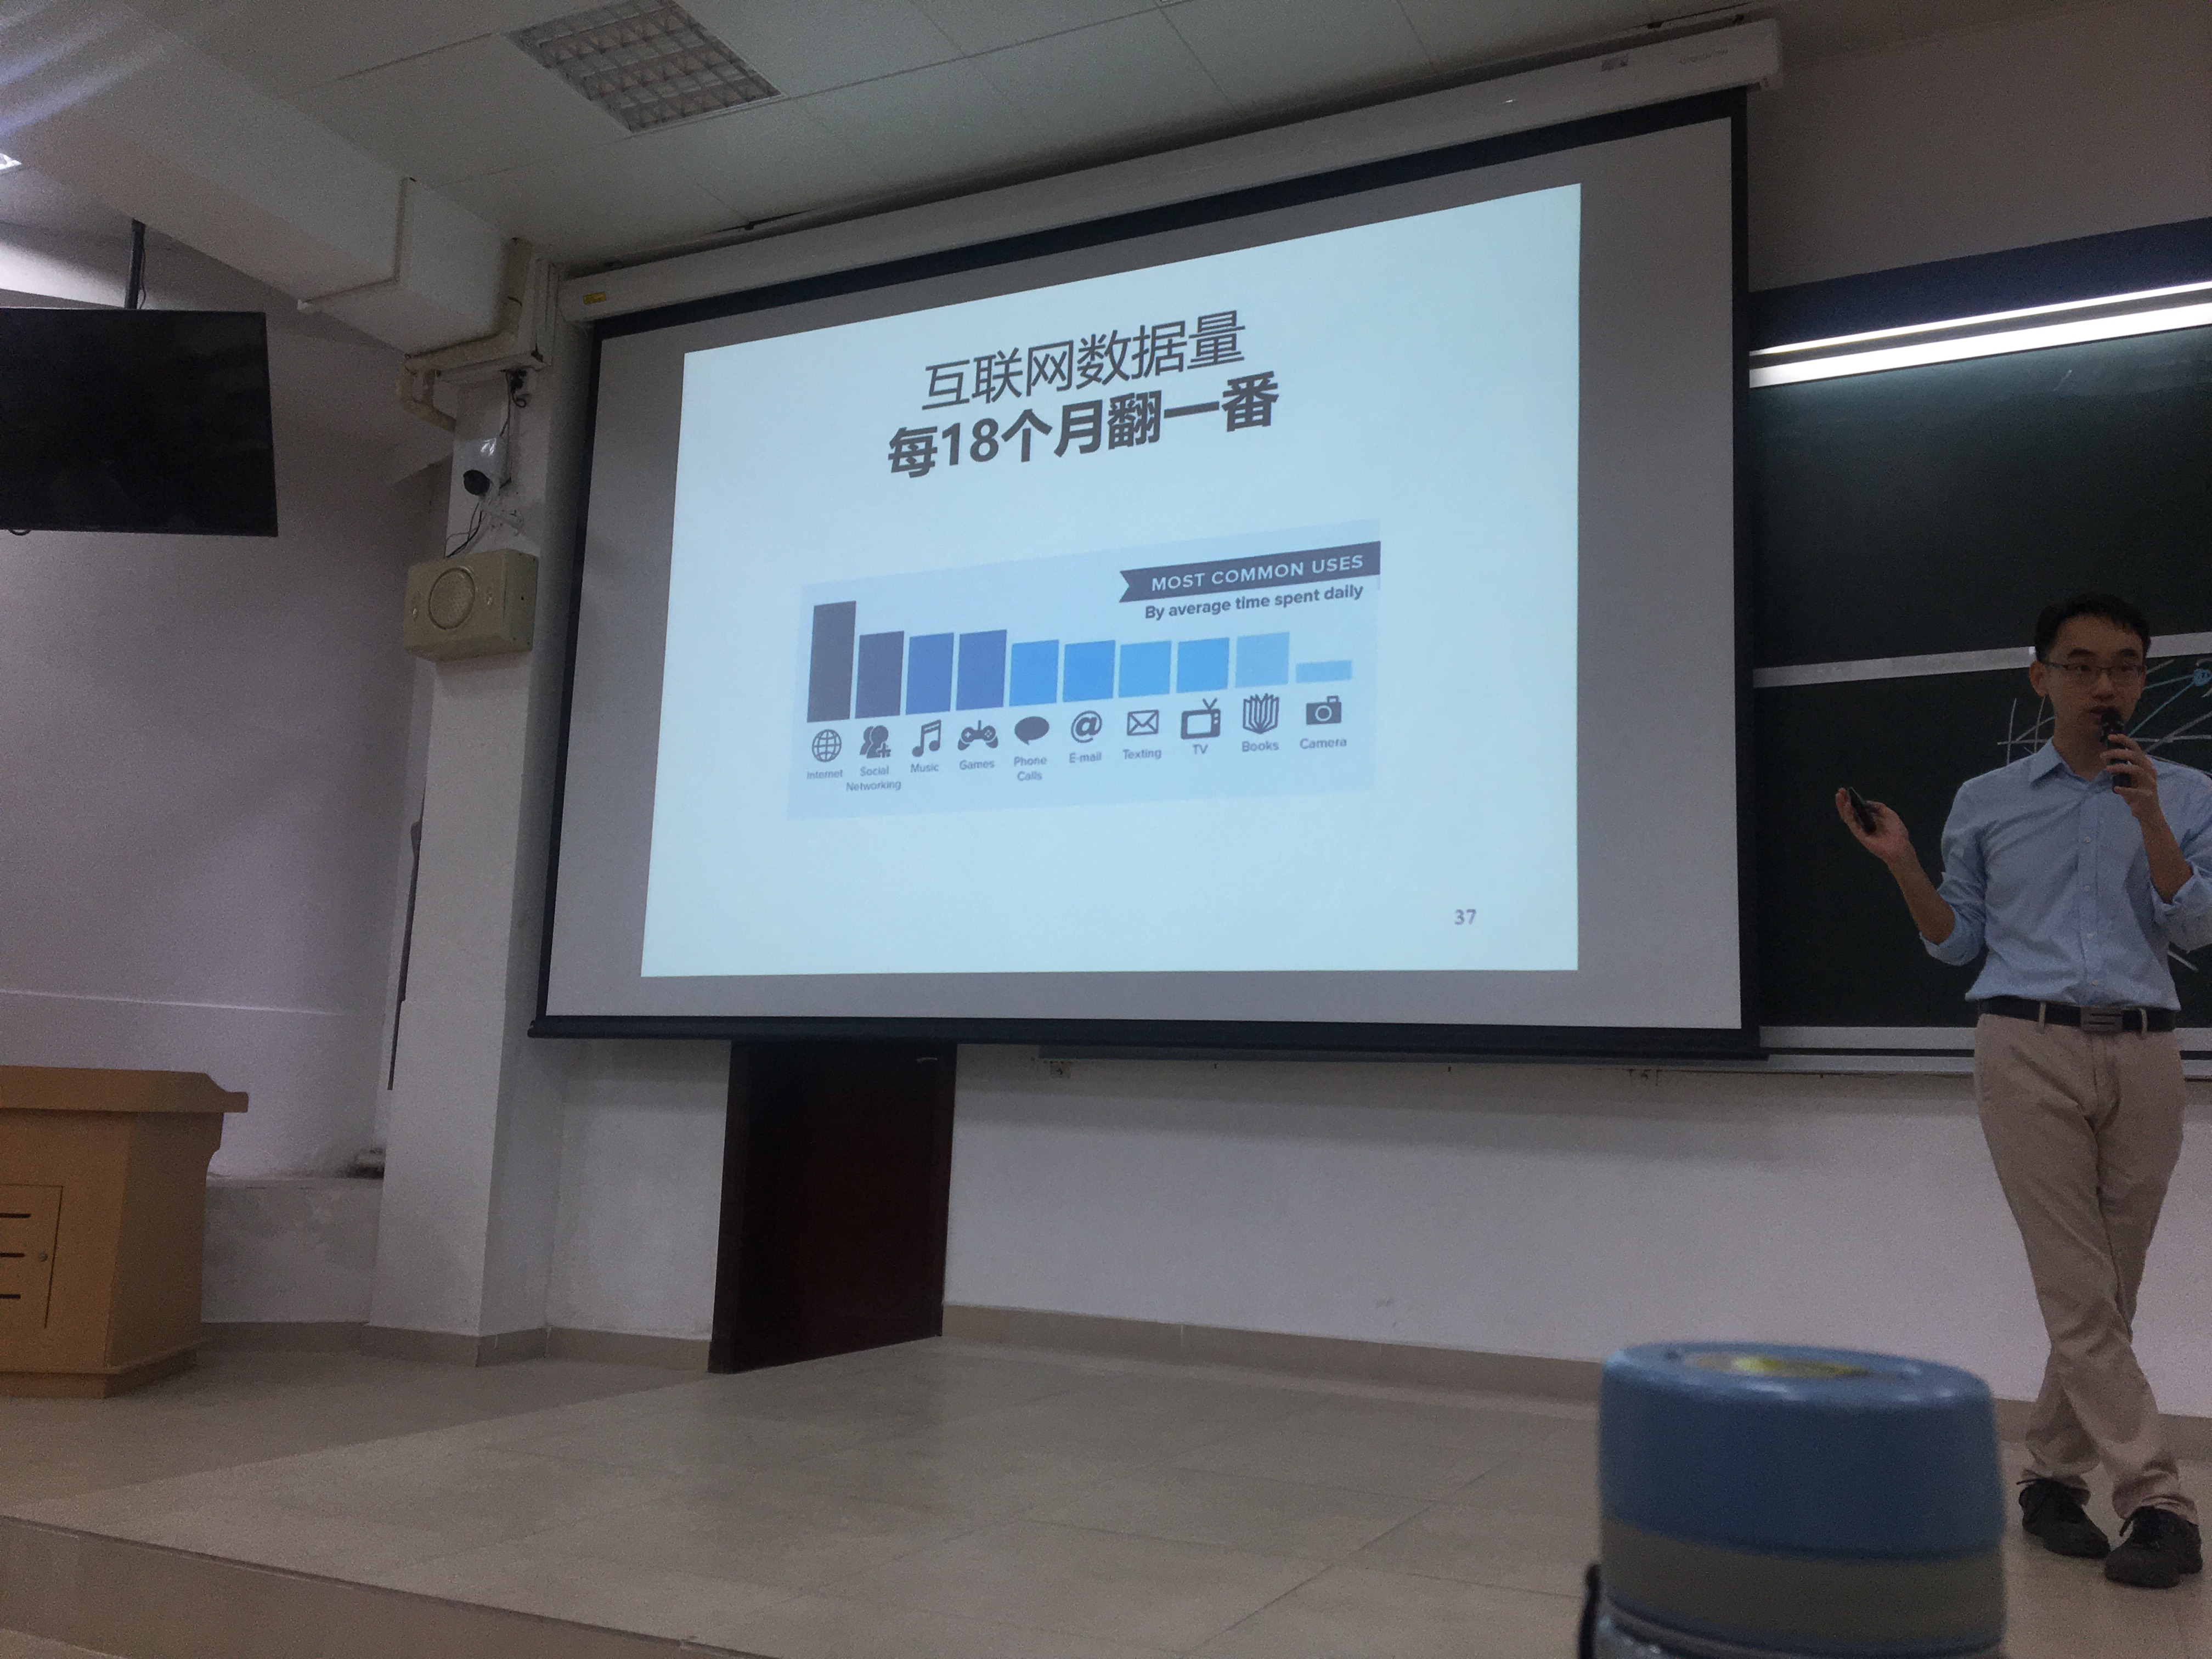 互联网数据量
每18个月翻一番
MOST COMMON USES
By average time spent daily
Internet
Social Networking
Music
Games
Phone Calls
E-mail
Texting
TV
Books
Camera
37